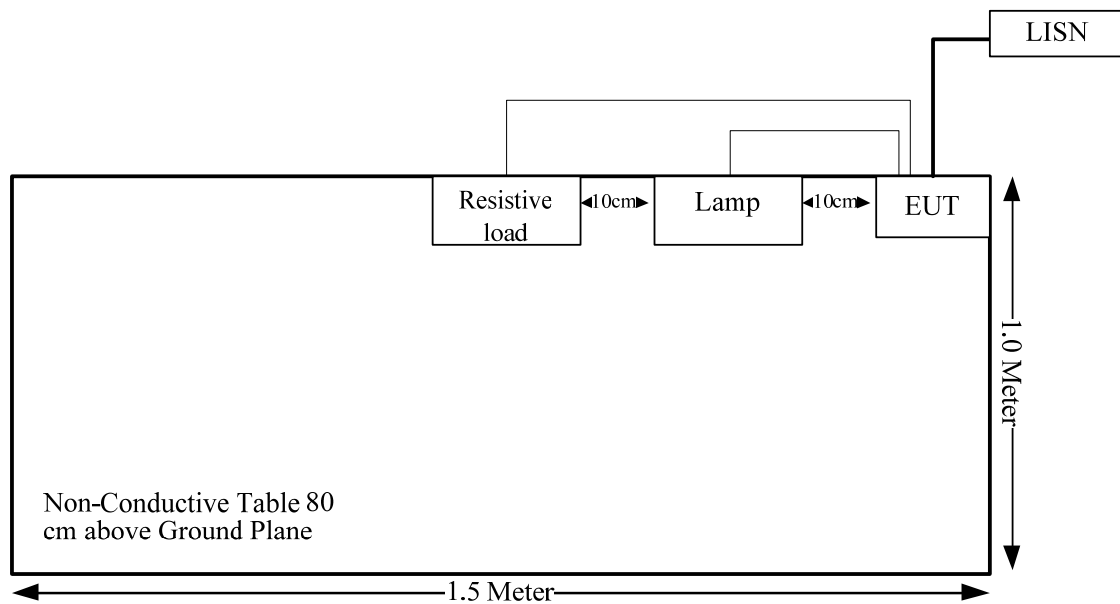 LISN
Resistive
load
10cm
Lamp
10cm
EUT
1.0 Meter
Non-Conductive Table 80
cm above Ground Plane
1.5 Meter